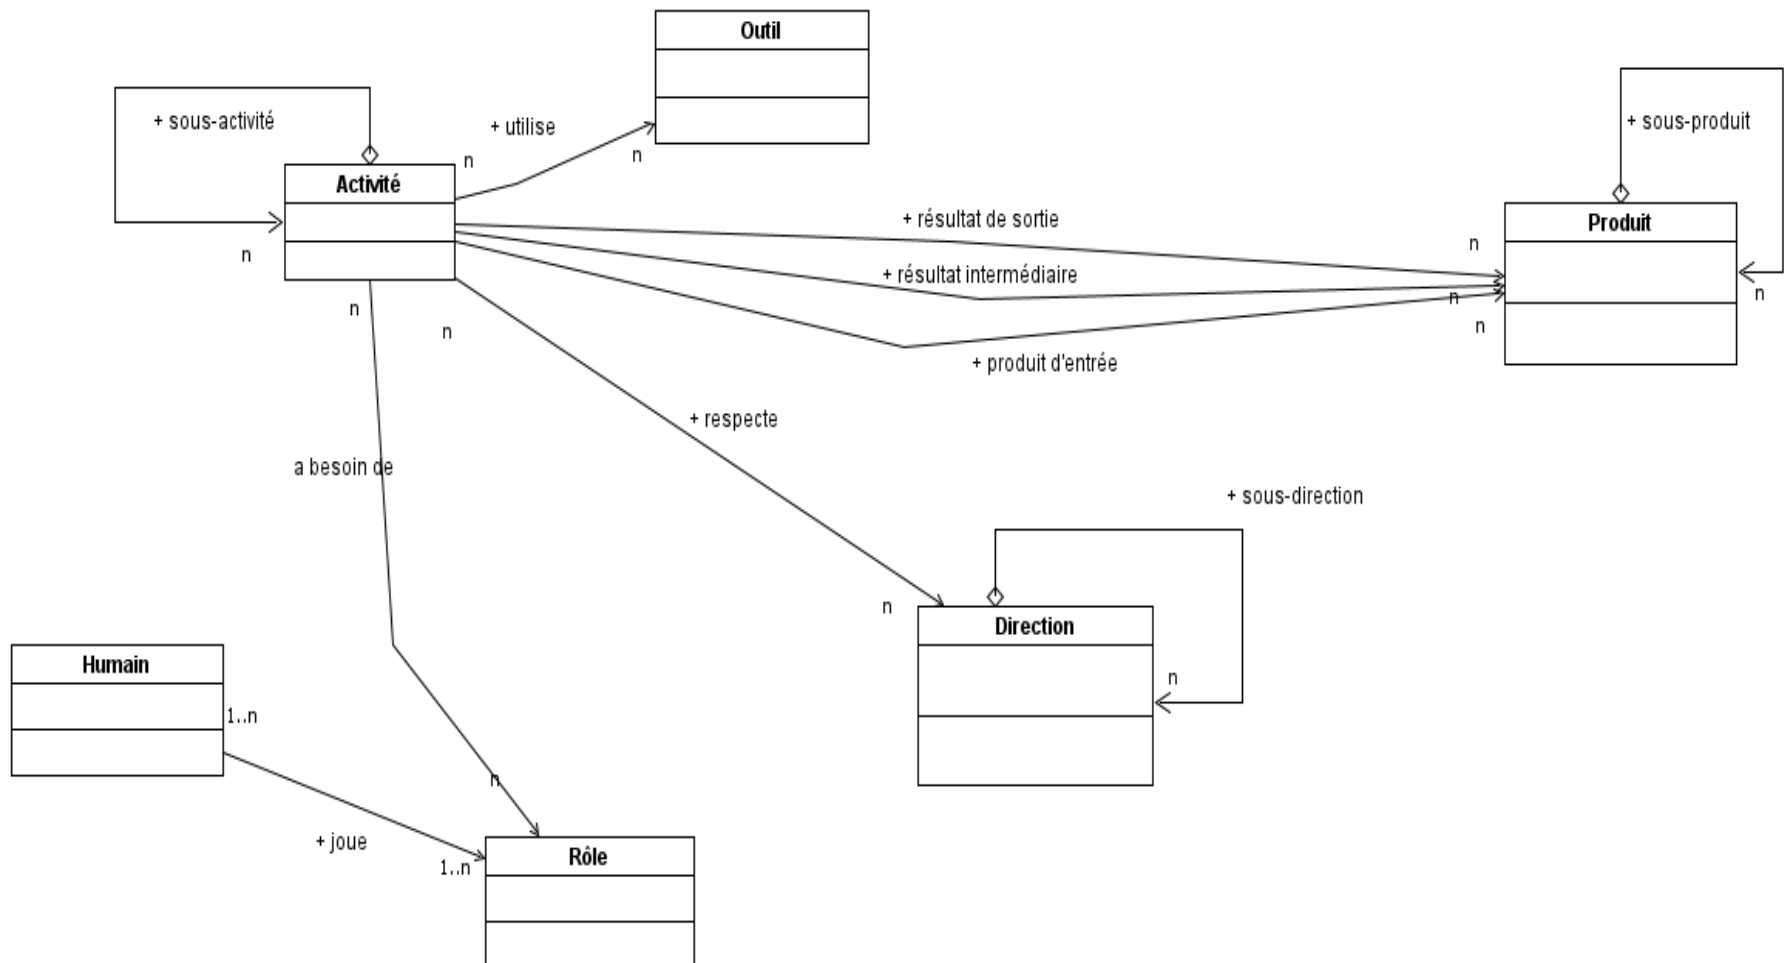 Outil
+ sous-activité
+ utilise
n
n
+ sous-produit
Activité
Produit
+ résultat de sortie
n
n
+ résultat intermédiaire
n
n
n
n
n
+ produit d'entrée
+ respecte
a besoin de
+ sous-direction
n
Direction
Humain
n
1..n
n
+ joue
1..n
Rôle